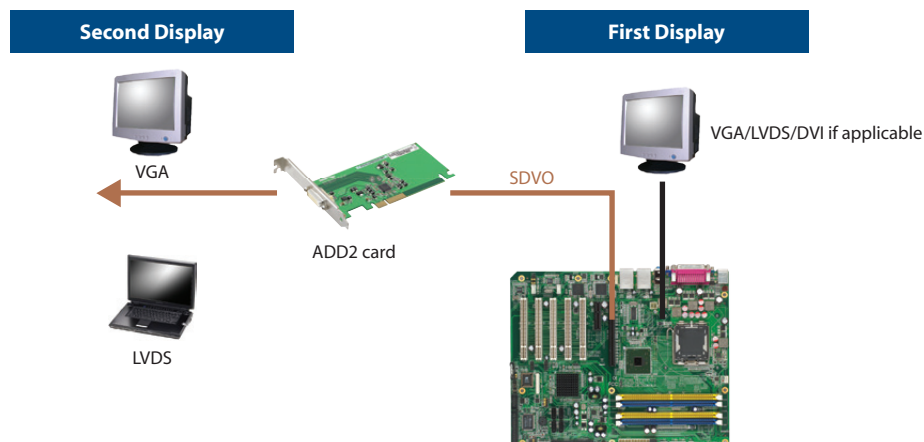 Second Display
First Display
VGA/LVDS/DVI if applicable
VGA
SDVO
ADD2 card
LVDS